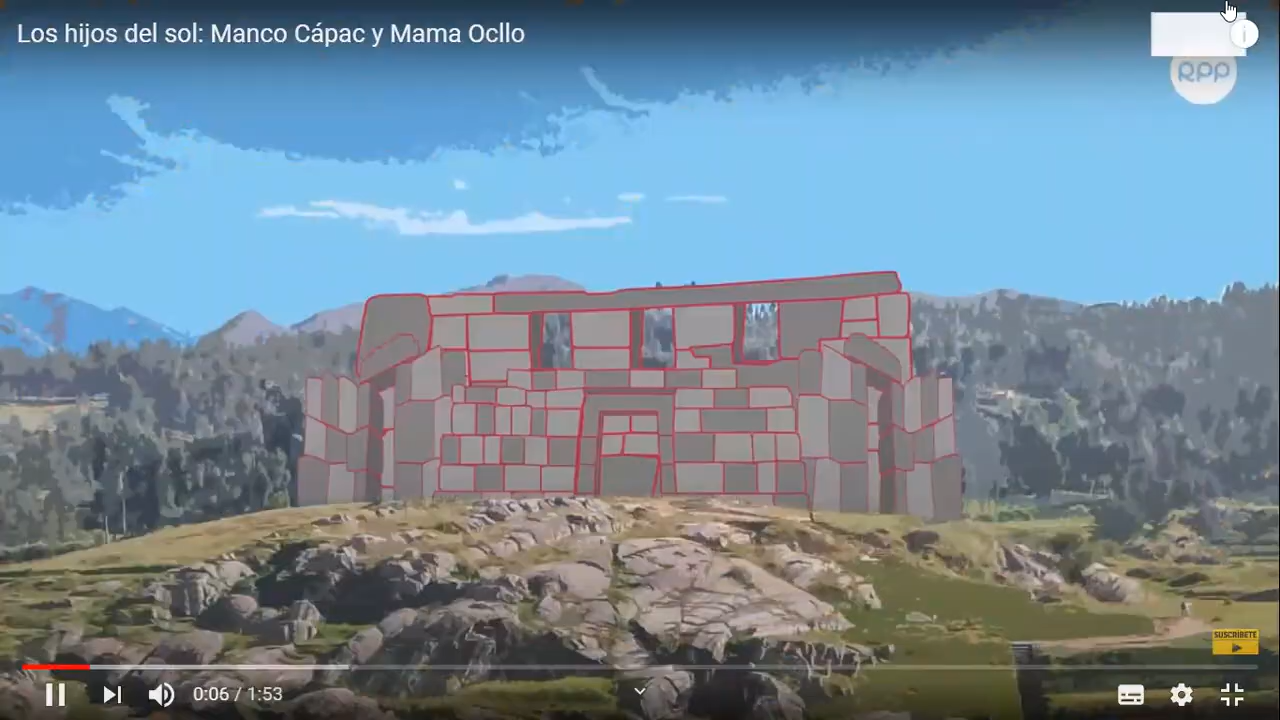 Los hijos del sol: Manco Cápac y Mama Ocllo
i
RPP
SUSCRÍBETE
0:06 / 1:53